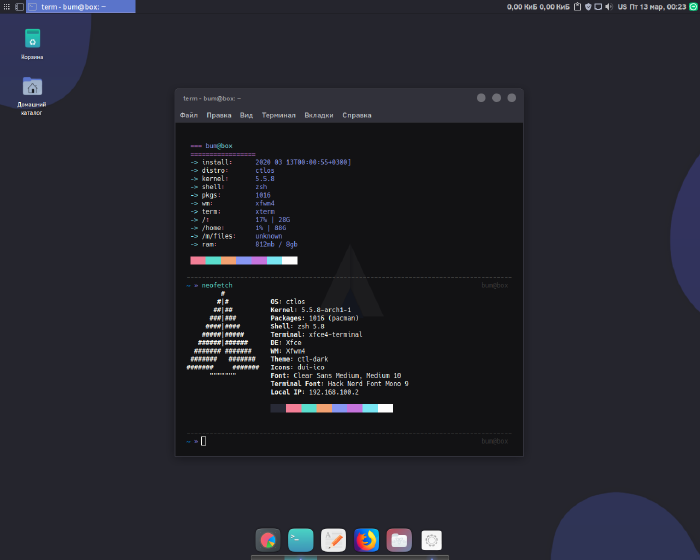 term - bum@box: ~
0,00 КиБ 0,00 КиБ
US Пт 13 мар, 00:23
Корзина
Домашний
каталог
term - bum@box: ~
Файл Правка Вид Терминал Вкладки Справка
=== bum@box
=================
-> install: 2020 03 13T00:00:55+0300]
-> distro: ctlos
-> kernel: 5.5.8
-> shell: zsh
-> pkgs: 1016
-> wm: xfwm4
-> term: xterm
-> /: 17% | 28G
-> /home: 1% | 80G
-> /m/files: unknown
-> ram: 812mb / 8gb
~ » neofetch bum@box
#
#|# OS: ctlos
##|## Kernel: 5.5.8-arch1-1
###|### Packages: 1016 (pacman)
####|#### Shell: zsh 5.8
#####|##### Terminal: xfce4-terminal
######|###### DE: Xfce
####### ####### WM: Xfwm4
####### ####### Theme: ctl-dark
####### ####### Icons: dui-ico
""""""" Font: Clear Sans Medium, Medium 10
Terminal Font: Hack Nerd Font Mono 9
Local IP: 192.168.100.2
~ » bum@box